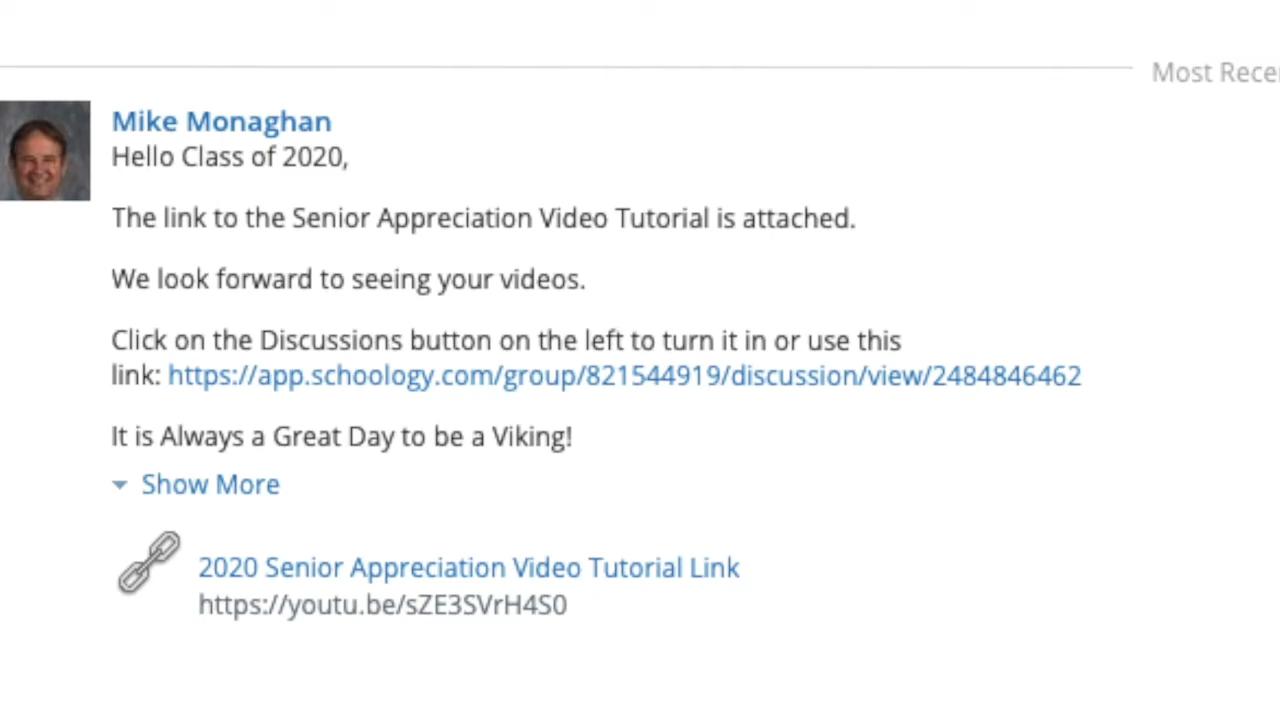 Most Rece
Mike Monaghan
Hello Class of 2020,
The link to the Senior Appreciation Video Tutorial is attached.
We look forward to seeing your videos.
Click on the Discussions button on the left to turn it in or use this
link: https://app.schoology.com/group/821544919/discussion/view/2484846462
It is Always a Great Day to be a Viking!
Show More
2020 Senior Appreciation Video Tutorial Link
https://youtu.be/sZE3SVrH4S0